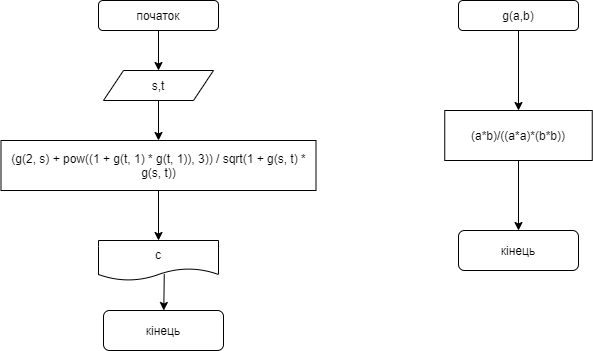 початок
s,t
(g(2, s) + pow((1 + g(t, 1) * g(t, 1)), 3)) / sqrt(1 + g(s, t) *
g(s, t))
c
кінець
g(a,b)
(a*b)/((a*a)*(b*b))
кінець